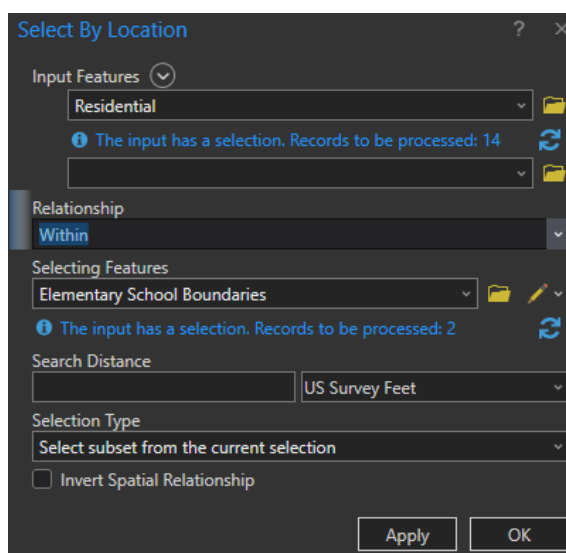 Select By Location ? ×
Input Features
Residential
The input has a selection. Records to be processed: 14
Relationship
Within
Selecting Features
Elementary School Boundaries
The input has a selection. Records to be processed: 2
Search Distance
US Survey Feet
Selection Type
Select subset from the current selection
Invert Spatial Relationship
Apply OK